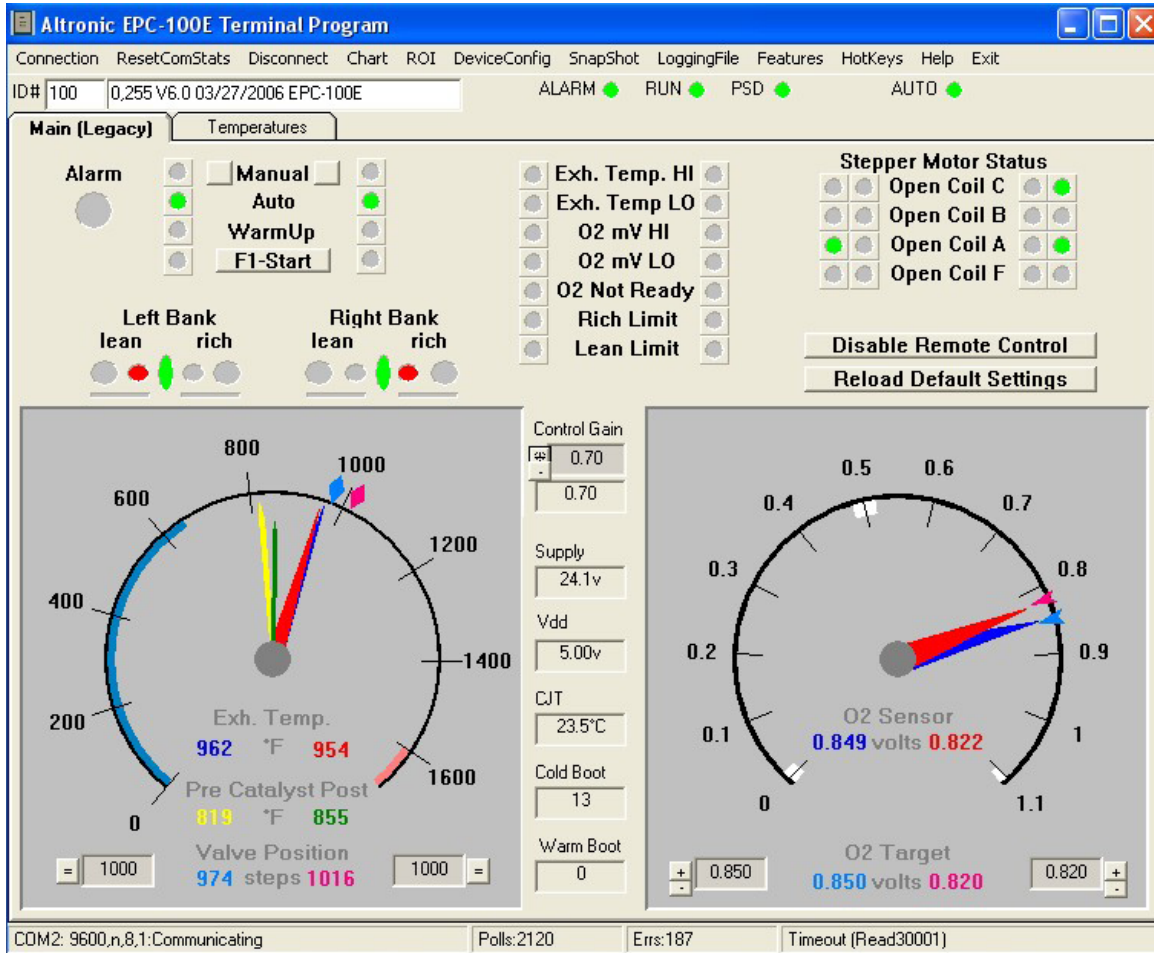 Altronic EPC-100E Terminal Program
Connection ResetComStats Disconnect Chart ROI DeviceConfig SnapShot LoggingFile Features HotKeys Help Exit
ID# 100 0,255 V6.0 03/27/2006 EPC-100E ALARM RUN PSD AUTO
Main (Legacy) Temperatures
Alarm
Manual
Auto
WarmUp
F1-Start
Exh. Temp. HI
Exh. Temp LO
O2 mV HI
O2 mV LO
O2 Not Ready
Rich Limit
Lean Limit
Stepper Motor Status
Open Coil C
Open Coil B
Open Coil A
Open Coil F
Left Bank
lean rich
Right Bank
lean rich
Disable Remote Control
Reload Default Settings
0
200
400
600
800
1000
1200
1400
1600
Exh. Temp.
962 °F 954
Pre Catalyst Post
819 °F 855
Valve Position
974 steps 1016
= 1000
1000 =
Control Gain
+ 0.70
-
0.70
Supply
24.1v
Vdd
5.00v
CJT
23.5°C
Cold Boot
13
Warm Boot
0
0
0.1
0.2
0.3
0.4
0.5
0.6
0.7
0.8
0.9
1
1.1
O2 Sensor
0.849 volts 0.822
O2 Target
0.850 volts 0.820
+ 0.850
-
0.820 +
-
COM2: 9600,n,8,1:Communicating Polls:2120 Errs:187 Timeout (Read30001)